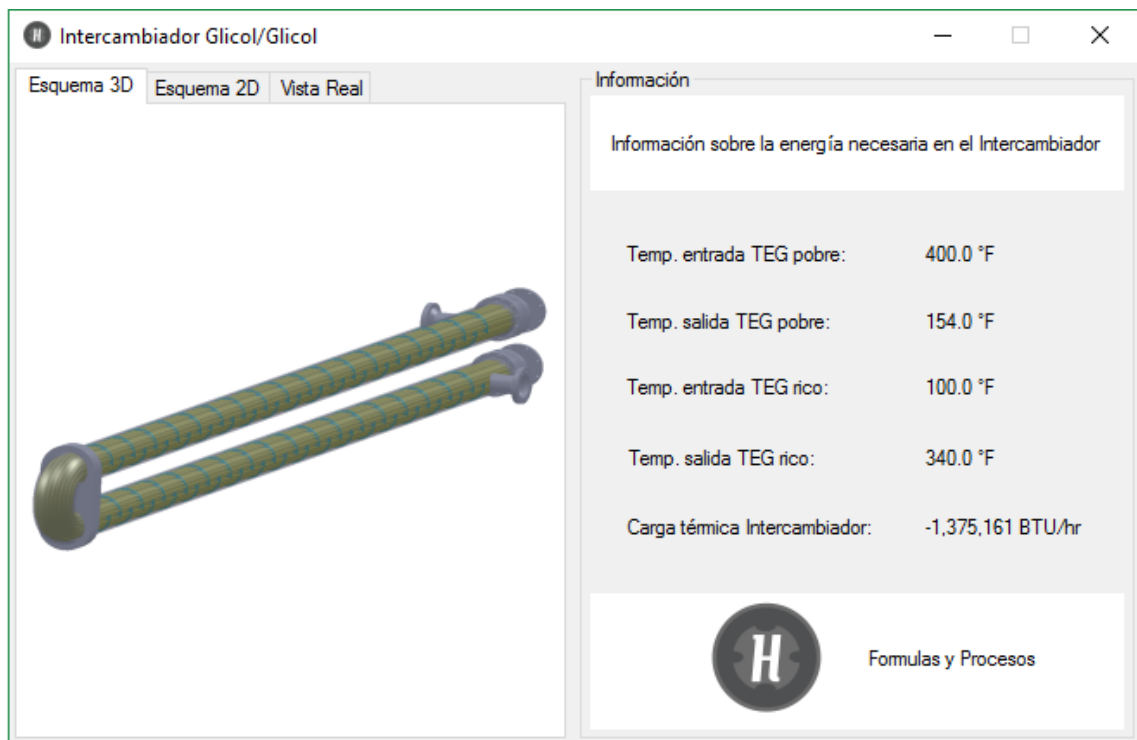 Intercambiador Glicol/Glicol
Esquema 3D Esquema 2D Vista Real
Información
Información sobre la energía necesaria en el Intercambiador
Temp. entrada TEG pobre: 400.0 °F
Temp. salida TEG pobre: 154.0 °F
Temp. entrada TEG rico: 100.0 °F
Temp. salida TEG rico: 340.0 °F
Carga térmica Intercambiador: -1,375,161 BTU/hr
H Formulas y Procesos